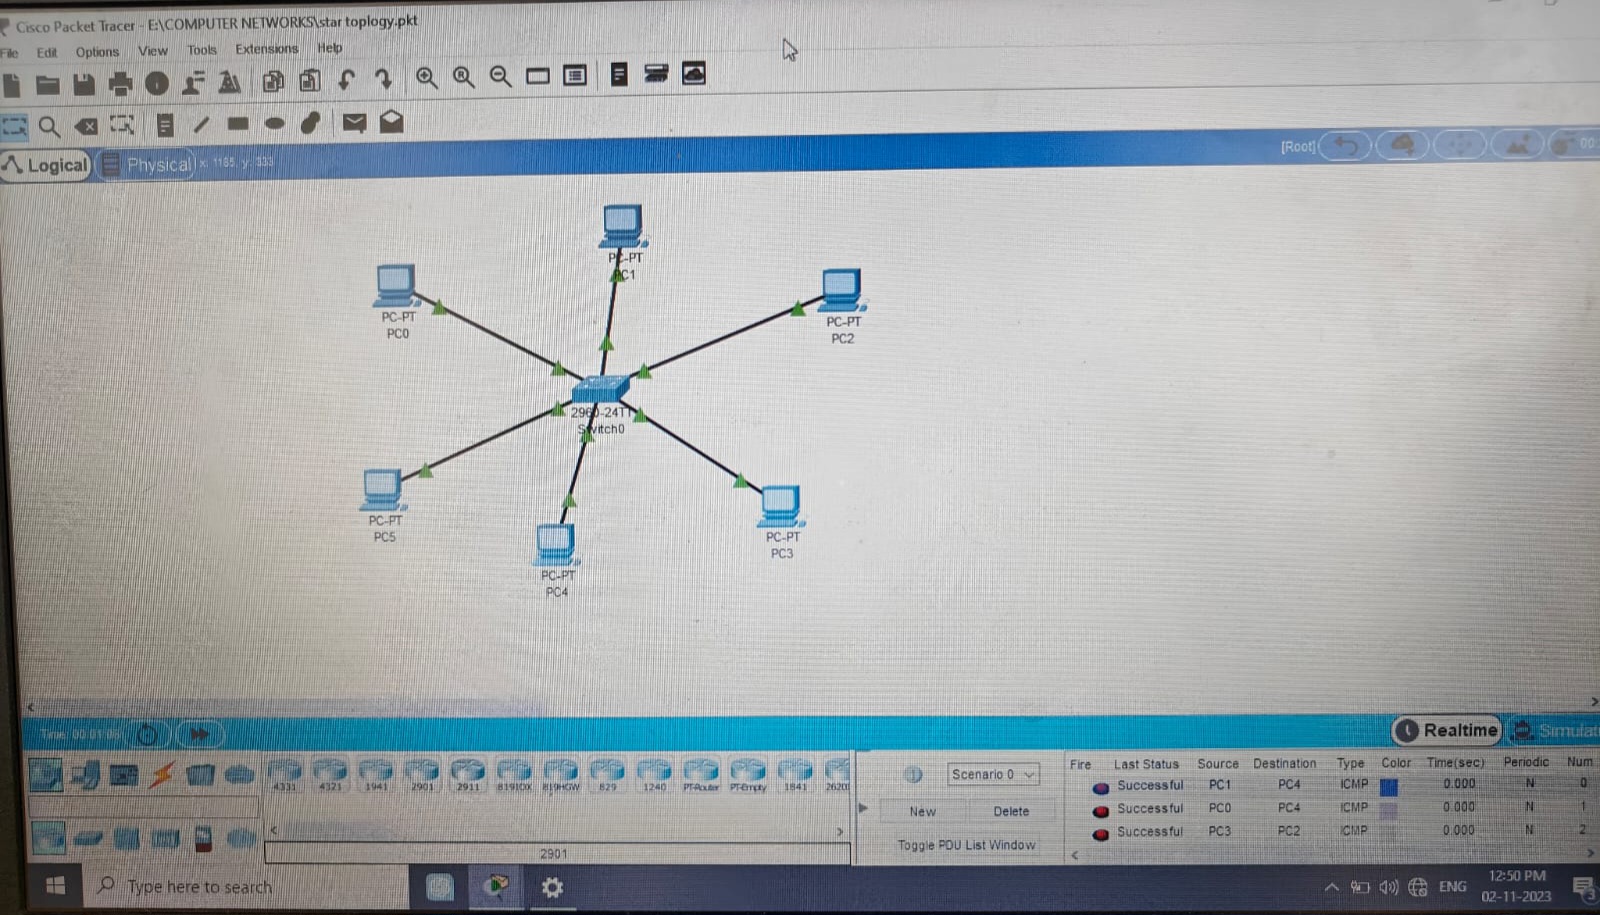 Cisco Packet Tracer - E:\COMPUTER NETWORKS\star toplogy.pkt
File Edit Options View Tools Extensions Help
Logical Physical x: 1185, y: 333 [Root]
PC-PT
PC1
PC-PT
PC0
PC-PT
PC2
2960-24TT
Switch0
PC-PT
PC5
PC-PT
PC3
PC-PT
PC4
Time: 00:01:06
Realtime Simulat
4331 4321 1941 2901 2911 819IOX 819HGW 829 1240 PT-Router PT-Empty 1841 2620
2901
Scenario 0
New Delete
Toggle PDU List Window
Fire Last Status Source Destination Type Color Time(sec) Periodic Num
Successful PC1 PC4 ICMP 0.000 N 0
Successful PC0 PC4 ICMP 0.000 N 1
Successful PC3 PC2 ICMP 0.000 N 2
Type here to search
ENG
12:50 PM
02-11-2023
3